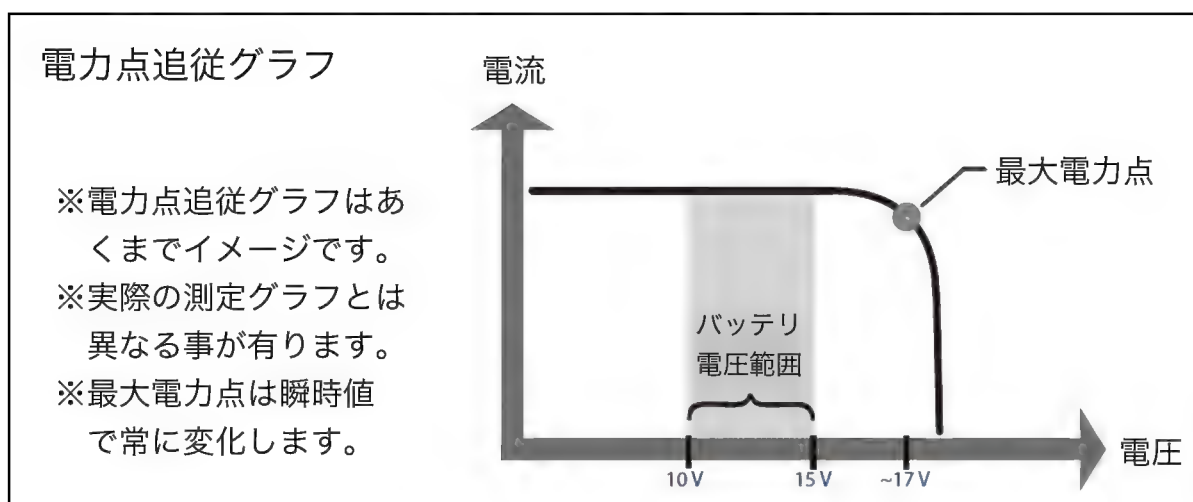 電力点追従グラフ
※電力点追従グラフはあ
くまでイメージです。
※実際の測定グラフとは
異なる事が有ります。
※最大電力点は瞬時値
で常に変化します。
電流
最大電力点
バッテリ
電圧範囲
10V
15V
~17V
電圧